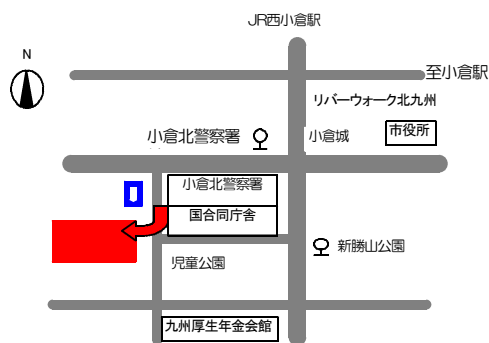 JR西小倉駅
N
至小倉駅
リバーウォーク北九州
小倉北警察署
小倉城
市役所
小倉北警察署
国合同庁舎
新勝山公園
児童公園
九州厚生年金会館